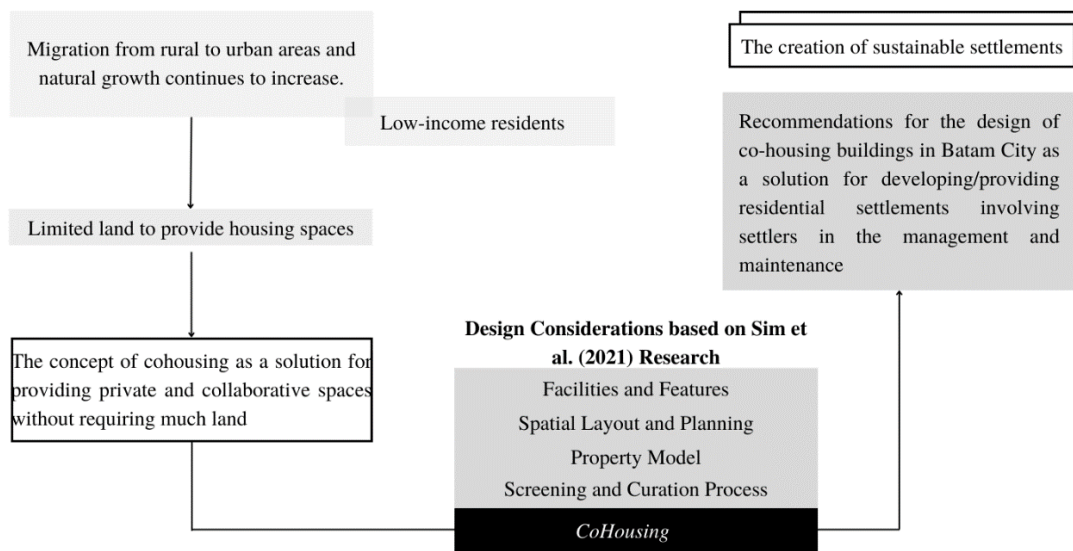 Migration from rural to urban areas and
natural growth continues to increase.
Low-income residents
Limited land to provide housing spaces
The concept of cohousing as a solution for
providing private and collaborative spaces
without requiring much land
Design Considerations based on Sim et
al. (2021) Research
Facilities and Features
Spatial Layout and Planning
Property Model
Screening and Curation Process
CoHousing
The creation of sustainable settlements
Recommendations for the design of
co-housing buildings in Batam City as
a solution for developing/providing
residential settlements involving
settlers in the management and
maintenance